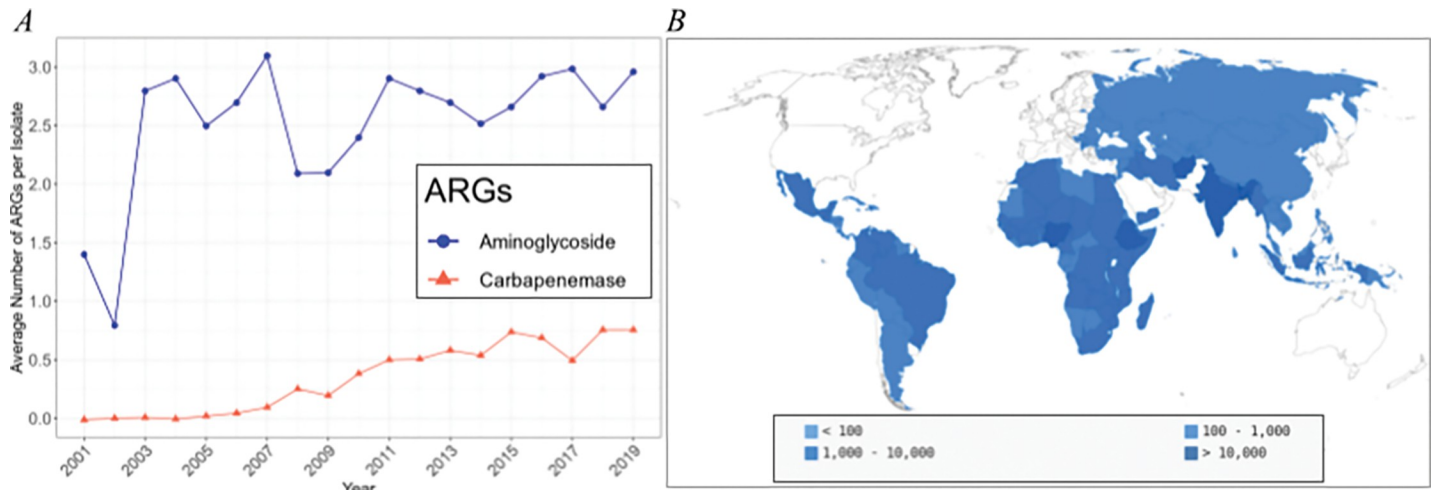 A
B
Average Number of ARGs per Isolate
3.0
2.5
2.0
1.5
1.0
0.5
0.0
ARGs
Aminoglycoside
Carbapenemase
2001
2003
2005
2007
2009
2011
2013
2015
2017
2019
Year
< 100
100 - 1,000
1,000 - 10,000
> 10,000